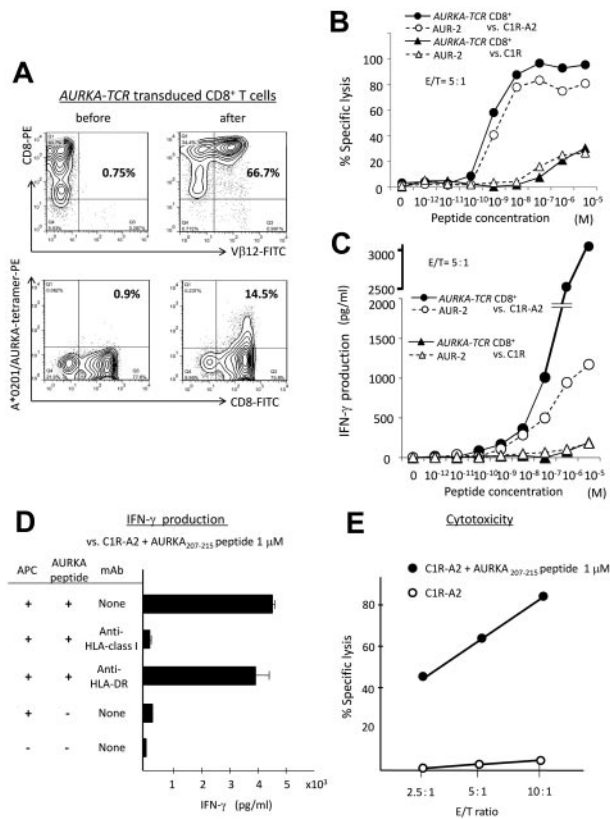 A
AURKA-TCR transduced CD8+ T cells
before after
CD8-PE
0.75%
66.7%
Vβ12-FITC
A*0201/AURKA-tetramer-PE
0.9%
14.5%
CD8-FITC
B
AURKA-TCR CD8+
AUR-2
vs. C1R-A2
AURKA-TCR CD8+
AUR-2
vs. C1R
E/T= 5 : 1
% Specific lysis
100
80
60
40
20
0
0 10-12 10-11 10-10 10-9 10-8 10-7 10-6 10-5
Peptide concentration (M)
C
E/T= 5 : 1
AURKA-TCR CD8+
AUR-2
vs. C1R-A2
AURKA-TCR CD8+
AUR-2
vs. C1R
IFN-γ production (pg/ml)
3000
2500
2000
1500
1000
500
0
0 10-12 10-11 10-10 10-9 10-8 10-7 10-6 10-5
Peptide concentration (M)
D
IFN-γ production
vs. C1R-A2 + AURKA207-215 peptide 1 μM
APC AURKA peptide mAb
+ + None
+ + Anti-HLA-class I
+ + Anti-HLA-DR
+ - None
- - None
1 2 3 4 5 x10³
IFN-γ (pg/ml)
E
Cytotoxicity
C1R-A2 + AURKA207-215 peptide 1 μM
C1R-A2
% Specific lysis
80
60
40
20
2.5 : 1 5 : 1 10 : 1
E/T ratio